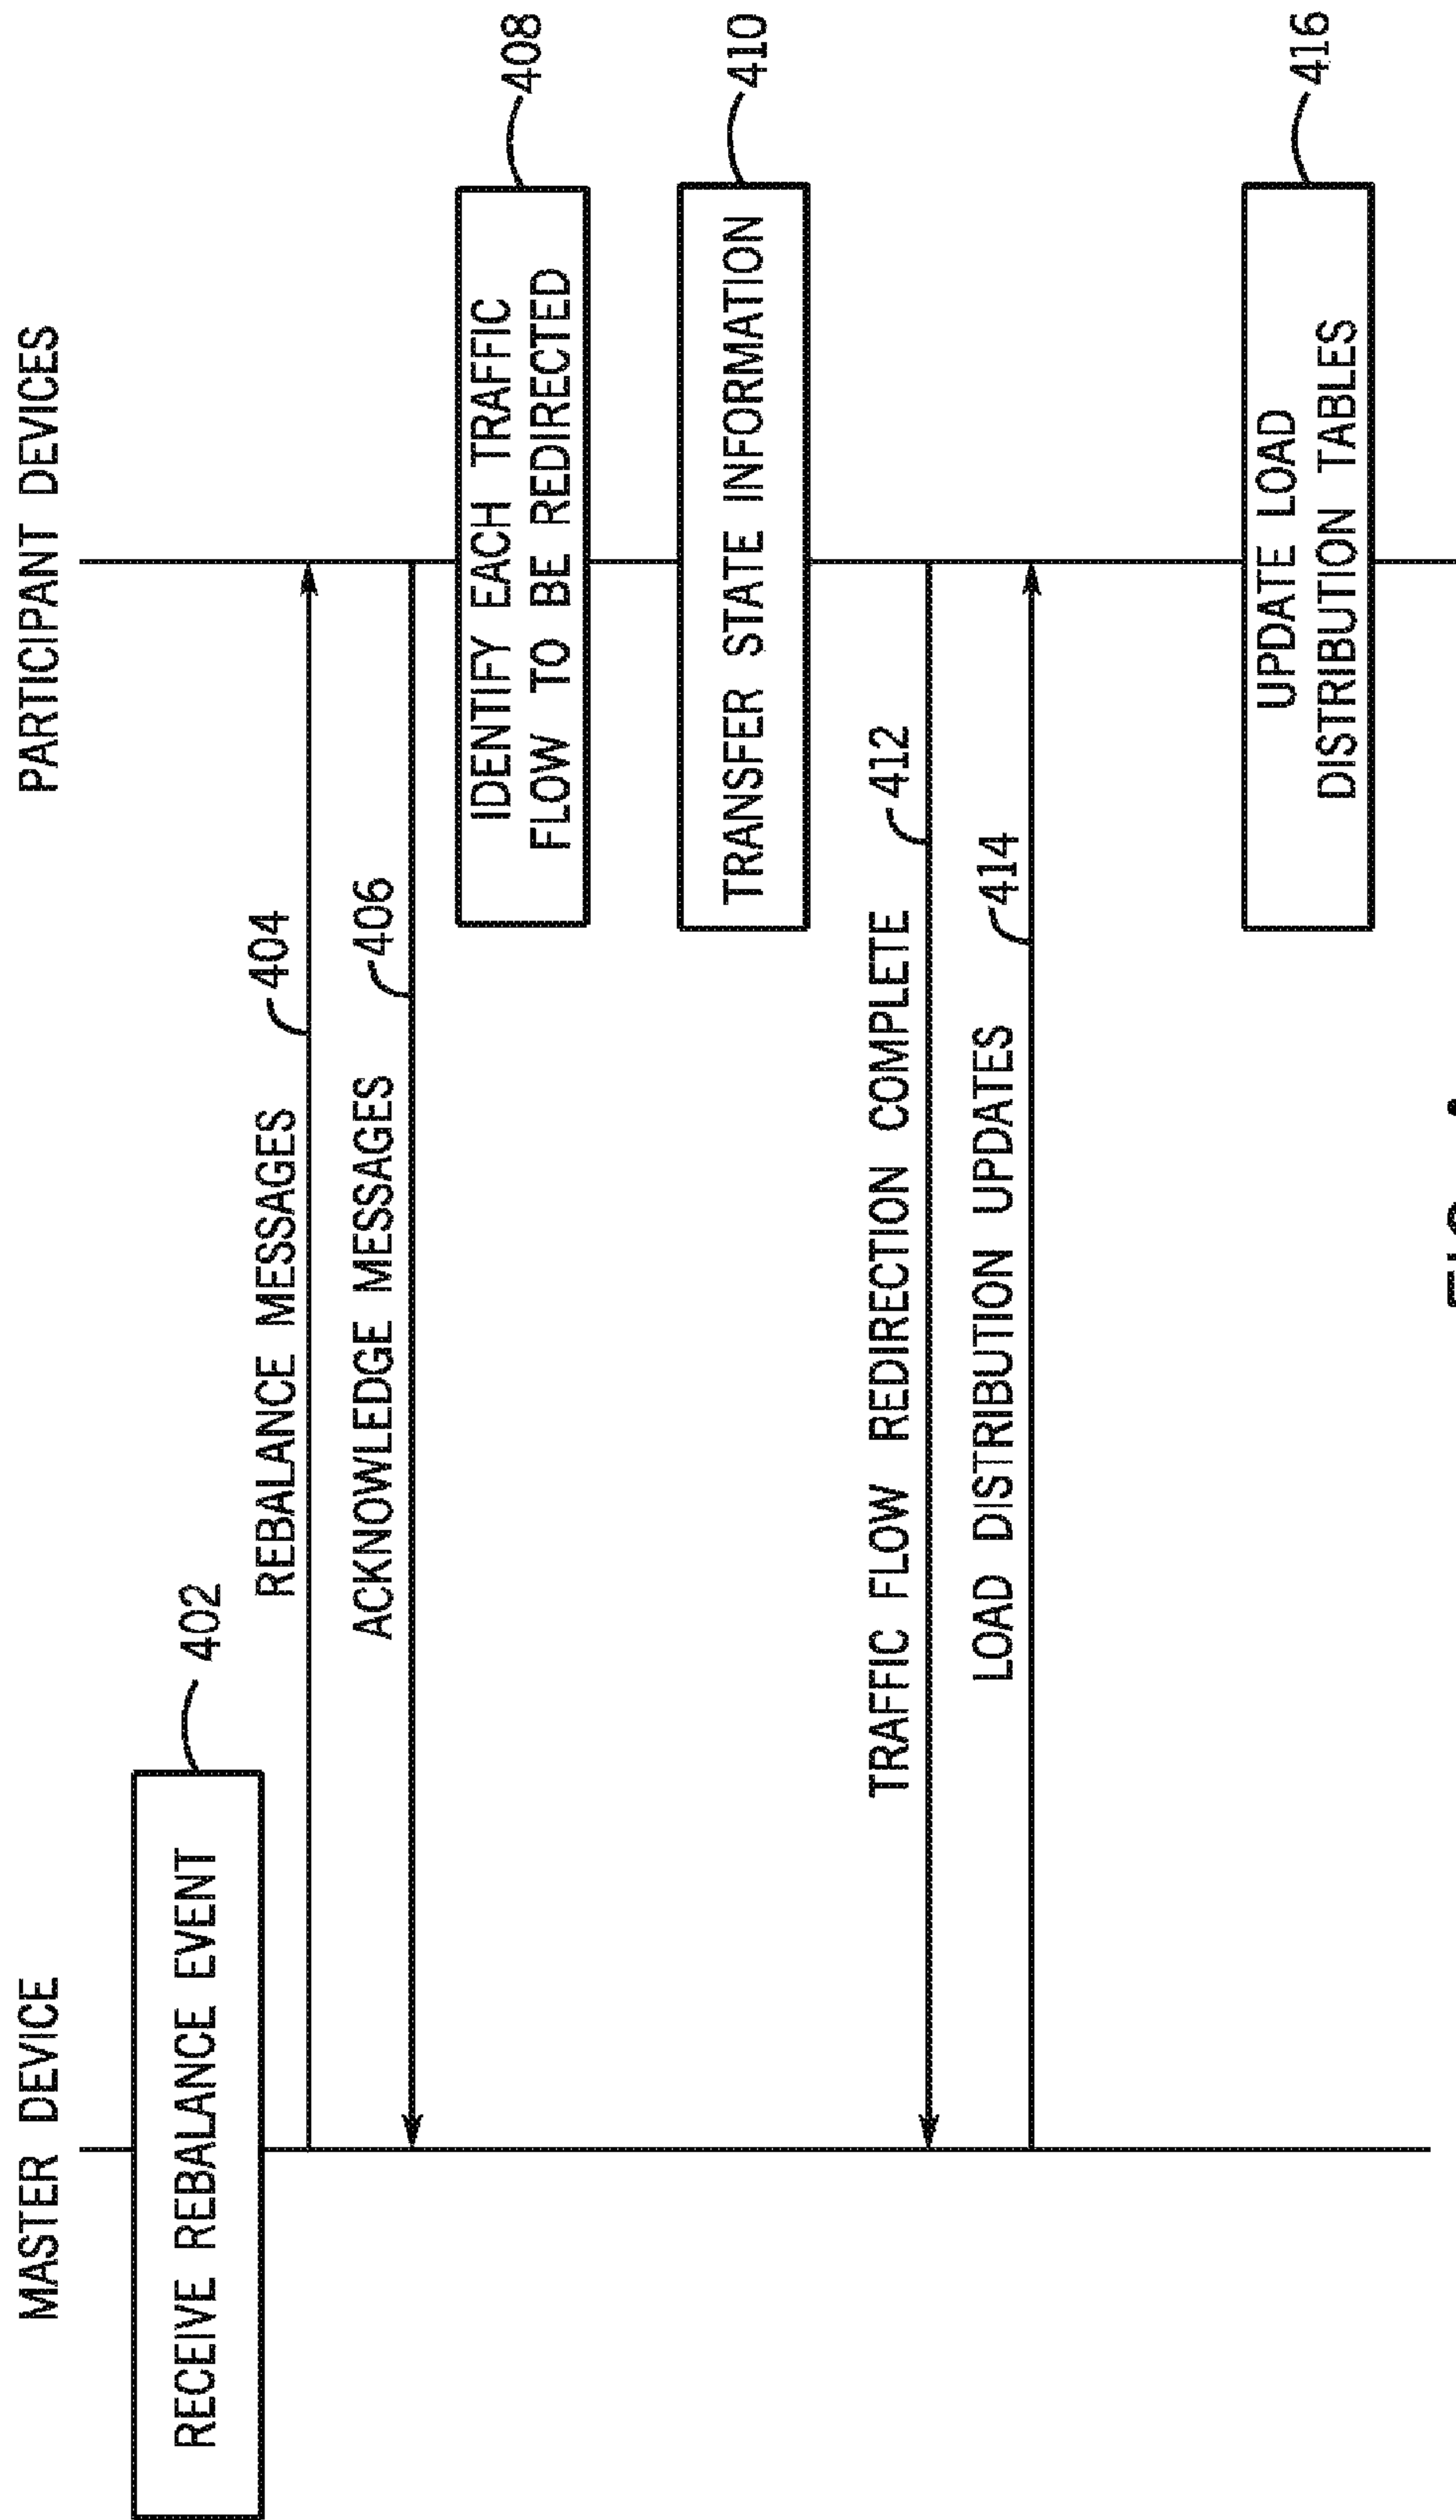 MASTER DEVICE
PARTICIPANT DEVICES
RECEIVE REBALANCE EVENT
402
REBALANCE MESSAGES
404
ACKNOWLEDGE MESSAGES
406
IDENTIFY EACH TRAFFIC
FLOW TO BE REDIRECTED
408
TRANSFER STATE INFORMATION
410
TRAFFIC FLOW REDIRECTION COMPLETE
412
LOAD DISTRIBUTION UPDATES
414
UPDATE LOAD
DISTRIBUTION TABLES
416